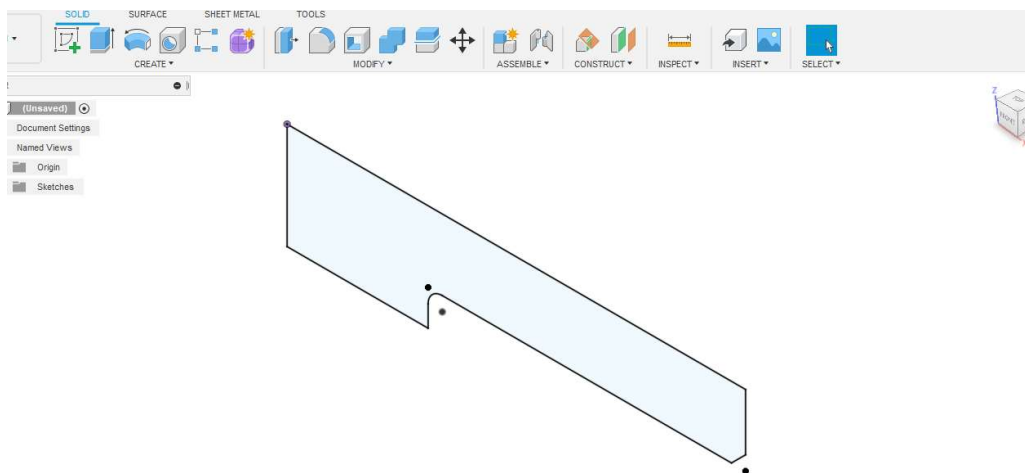 SOLID SURFACE SHEET METAL TOOLS
CREATE MODIFY ASSEMBLE CONSTRUCT INSPECT INSERT SELECT
(Unsaved)
Document Settings
Named Views
Origin
Sketches
Z
FRONT